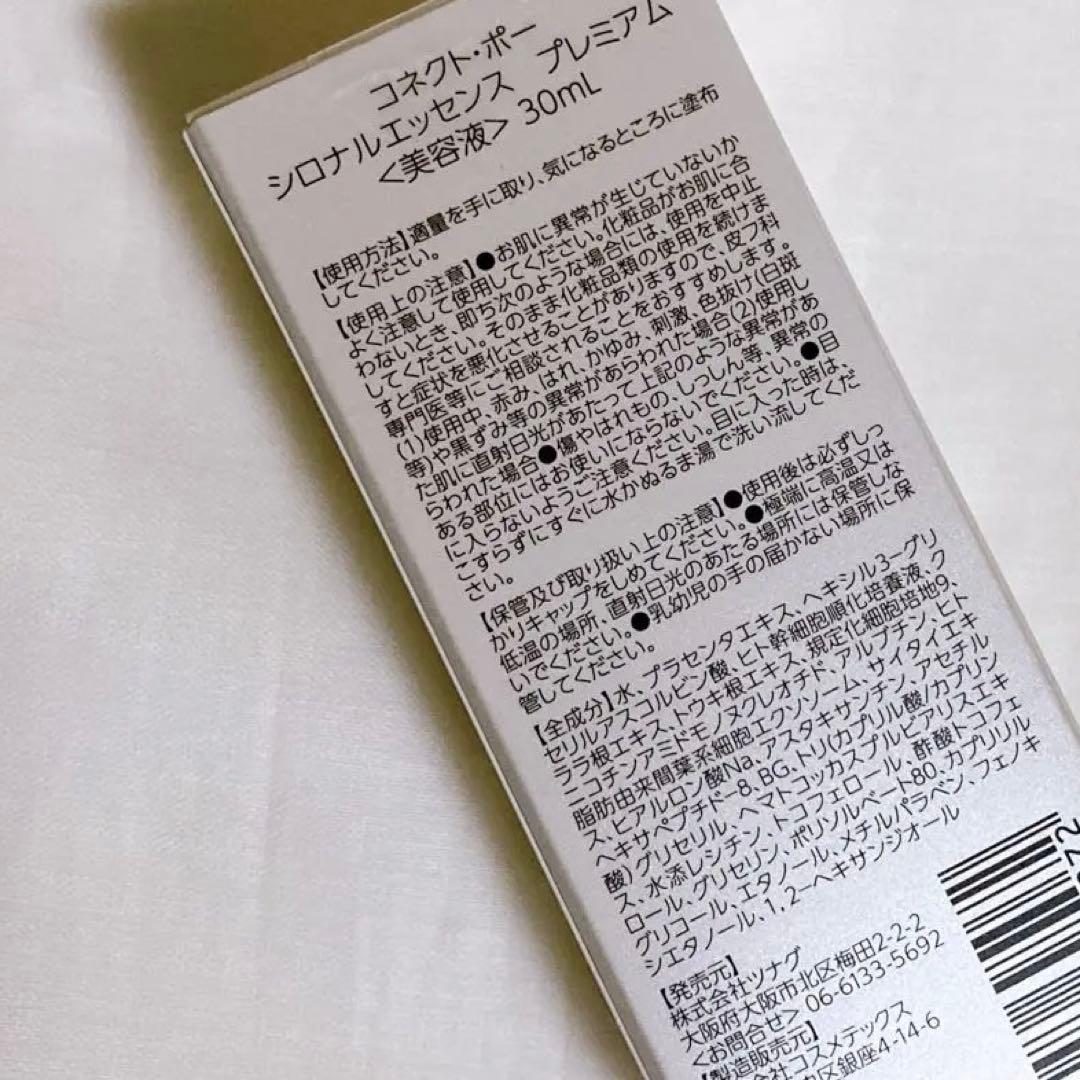 コネクト・ポー
シロナルエッセンス　プレミアム
<美容液> 30mL
【使用方法】適量を手に取り、気になるところに塗布
してください。
【使用上の注意】●お肌に異常が生じていないか
よく注意して使用してください。化粧品がお肌に合
わないとき、即ち次のような場合には、使用を中止
してください。そのまま化粧品類の使用を続けま
すと症状を悪化させることがありますので、皮フ科
専門医等にご相談されることをおすすめします。
(1)使用中、赤み、はれ、かゆみ、刺激、色抜け(白斑
等)や黒ずみ等の異常があらわれた場合(2)使用し
た肌に直射日光があたって上記のような異常があ
らわれた場合●傷やはれもの、しっしん等、異常の
ある部位にはお使いにならないでください。●目
に入らないようご注意ください。目に入った時は、
こすらずにすぐに水かぬるま湯で洗い流してくだ
さい。
【保管及び取り扱い上の注意】●使用後は必ずしっ
かりキャップをしめてください。●極端に高温又は
低温の場所、直射日光のあたる場所には保管しな
いでください。●乳幼児の手の届かない場所に保
管してください。
【全成分】水、プラセンタエキス、ヘキシル3-グリ
セリルアスコルビン酸、ヒト幹細胞順化培養液、ク
ララ根エキス、トウキ根エキス、規定化細胞培地9、
ニコチンアミドモノヌクレオチド、アルブチン、ヒト
脂肪由来間葉系細胞エクソソーム、サイタイエキ
ス、ヒアルロン酸Na、アスタキサンチン、アセチル
ヘキサペプチド-8、BG、トリ(カプリル酸/カプリン
酸)グリセリル、ヘマトコッカスプルビアリスエキ
ス、水添レシチン、トコフェロール、酢酸トコフェ
ロール、グリセリン、ポリソルベート80、カプリリル
グリコール、エタノール、メチルパラベン、フェノキ
シエタノール、1,2-ヘキサンジオール
【発売元】
株式会社ツナグ
大阪府大阪市北区梅田2-2-2
<お問合せ> 06-6133-5692
【製造販売元】
会社コスメテックス
区銀座4-14-6